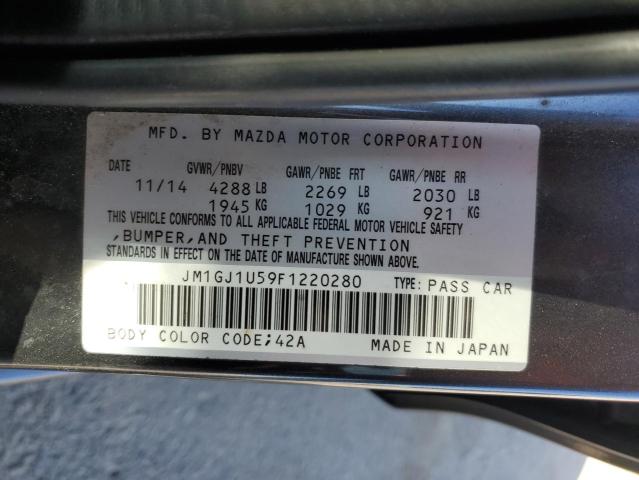 MFD. BY MAZDA MOTOR CORPORATION
DATE GVWR/PNBV GAWR/PNBE FRT GAWR/PNBE RR
11/14 4288 LB 2269 LB 2030 LB
1945 KG 1029 KG 921 KG
THIS VEHICLE CONFORMS TO ALL APPLICABLE FEDERAL MOTOR VEHICLE SAFETY
,BUMPER,AND THEFT PREVENTION
STANDARDS IN EFFECT ON THE DATE OF MANUFACTURE SHOWN ABOVE.
JM1GJ1U59F1220280 TYPE: PASS CAR
BODY COLOR CODE;42A MADE IN JAPAN